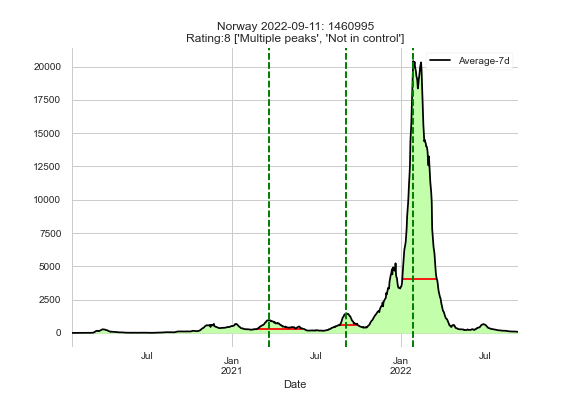 Norway 2022-09-11: 1460995
Rating:8 ['Multiple peaks', 'Not in control']
Average-7d
20000
17500
15000
12500
10000
7500
5000
2500
0
Jul
Jan
2021
Jul
Jan
2022
Jul
Date